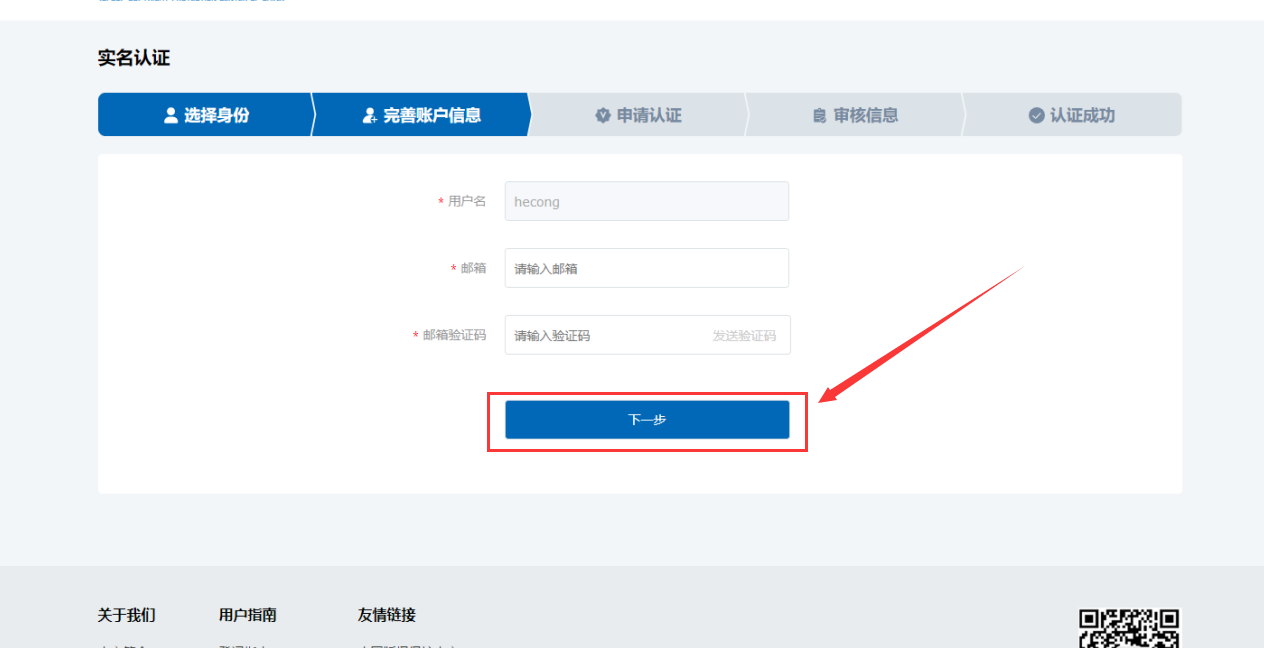 实名认证
选择身份 完善账户信息 申请认证 审核信息 认证成功
* 用户名 hecong
* 邮箱 请输入邮箱
* 邮箱验证码 请输入验证码 发送验证码
下一步
关于我们 用户指南 友情链接